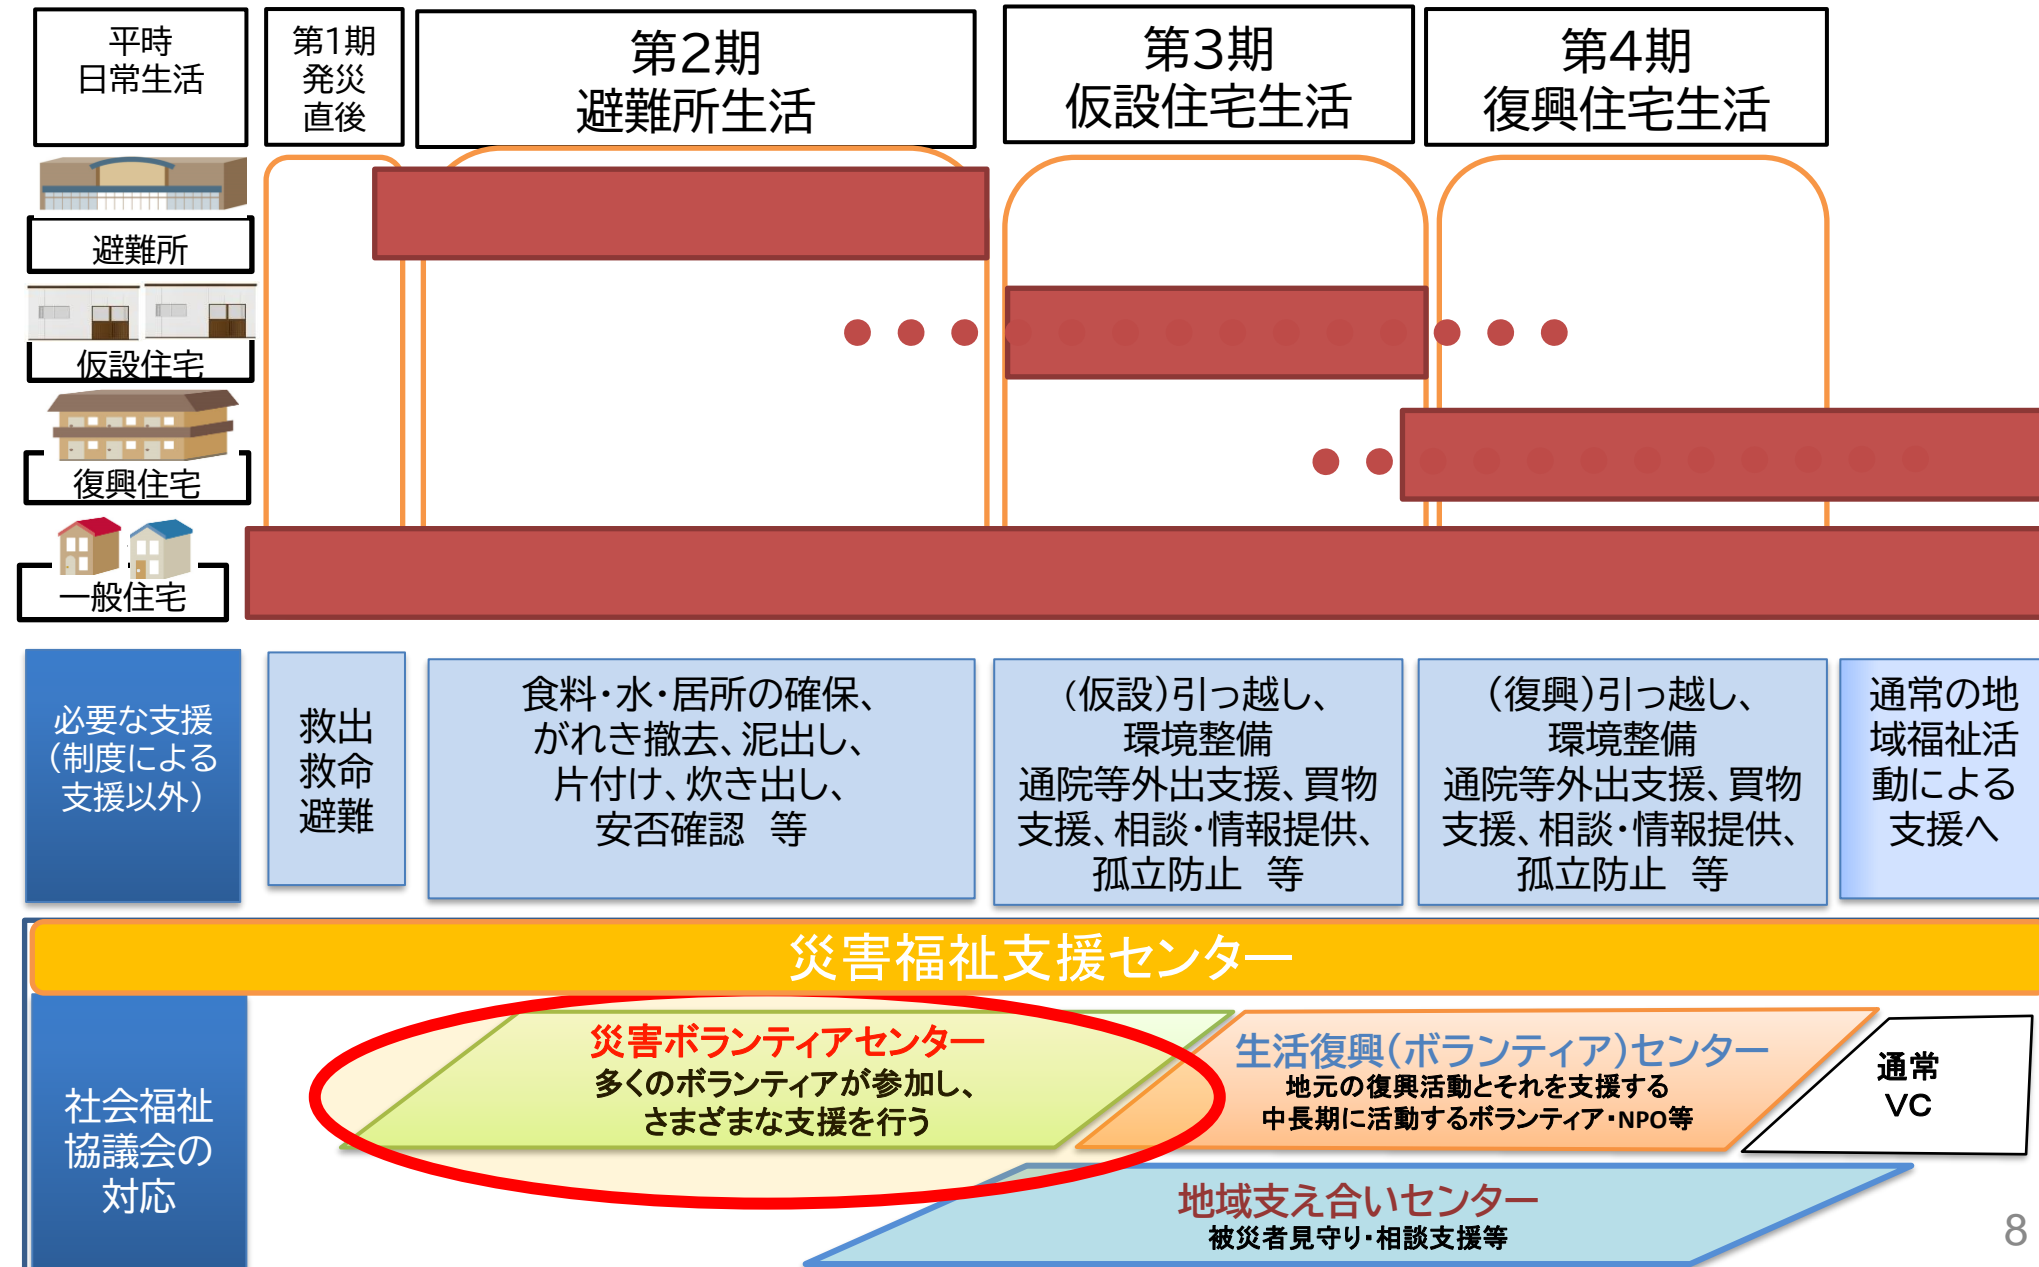 平時
日常生活
第1期
発災
直後
第2期
避難所生活
第3期
仮設住宅生活
第4期
復興住宅生活
避難所
仮設住宅
復興住宅
一般住宅
必要な支援
(制度による
支援以外)
救出
救命
避難
食料・水・居所の確保、
がれき撤去、泥出し、
片付け、炊き出し、
安否確認　等
(仮設)引っ越し、
環境整備
通院等外出支援、買物
支援、相談・情報提供、
孤立防止　等
(復興)引っ越し、
環境整備
通院等外出支援、買物
支援、相談・情報提供、
孤立防止　等
通常の地
域福祉活
動による
支援へ
災害福祉支援センター
社会福祉
協議会の
対応
災害ボランティアセンター
多くのボランティアが参加し、
さまざまな支援を行う
生活復興(ボランティア)センター
地元の復興活動とそれを支援する
中長期に活動するボランティア・NPO等
通常
VC
地域支え合いセンター
被災者見守り・相談支援等
8